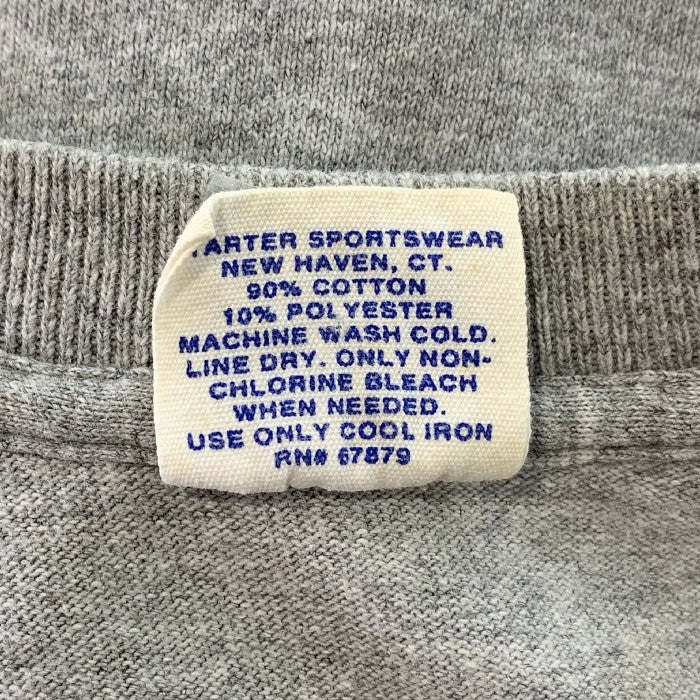 TARTER SPORTSWEAR
NEW HAVEN, CT.
90% COTTON
10% POLYESTER
MACHINE WASH COLD.
LINE DRY. ONLY NON-
CHLORINE BLEACH
WHEN NEEDED.
USE ONLY COOL IRON
RN# 67879